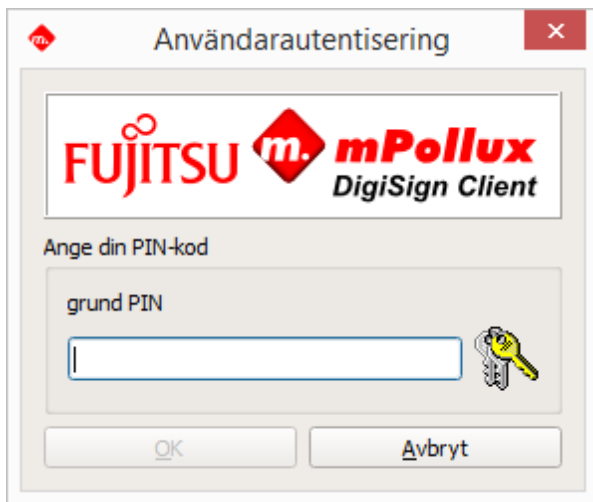 m.
Användarautentisering
FUJITSU m. mPollux
DigiSign Client
Ange din PIN-kod
grund PIN
OK
Avbryt